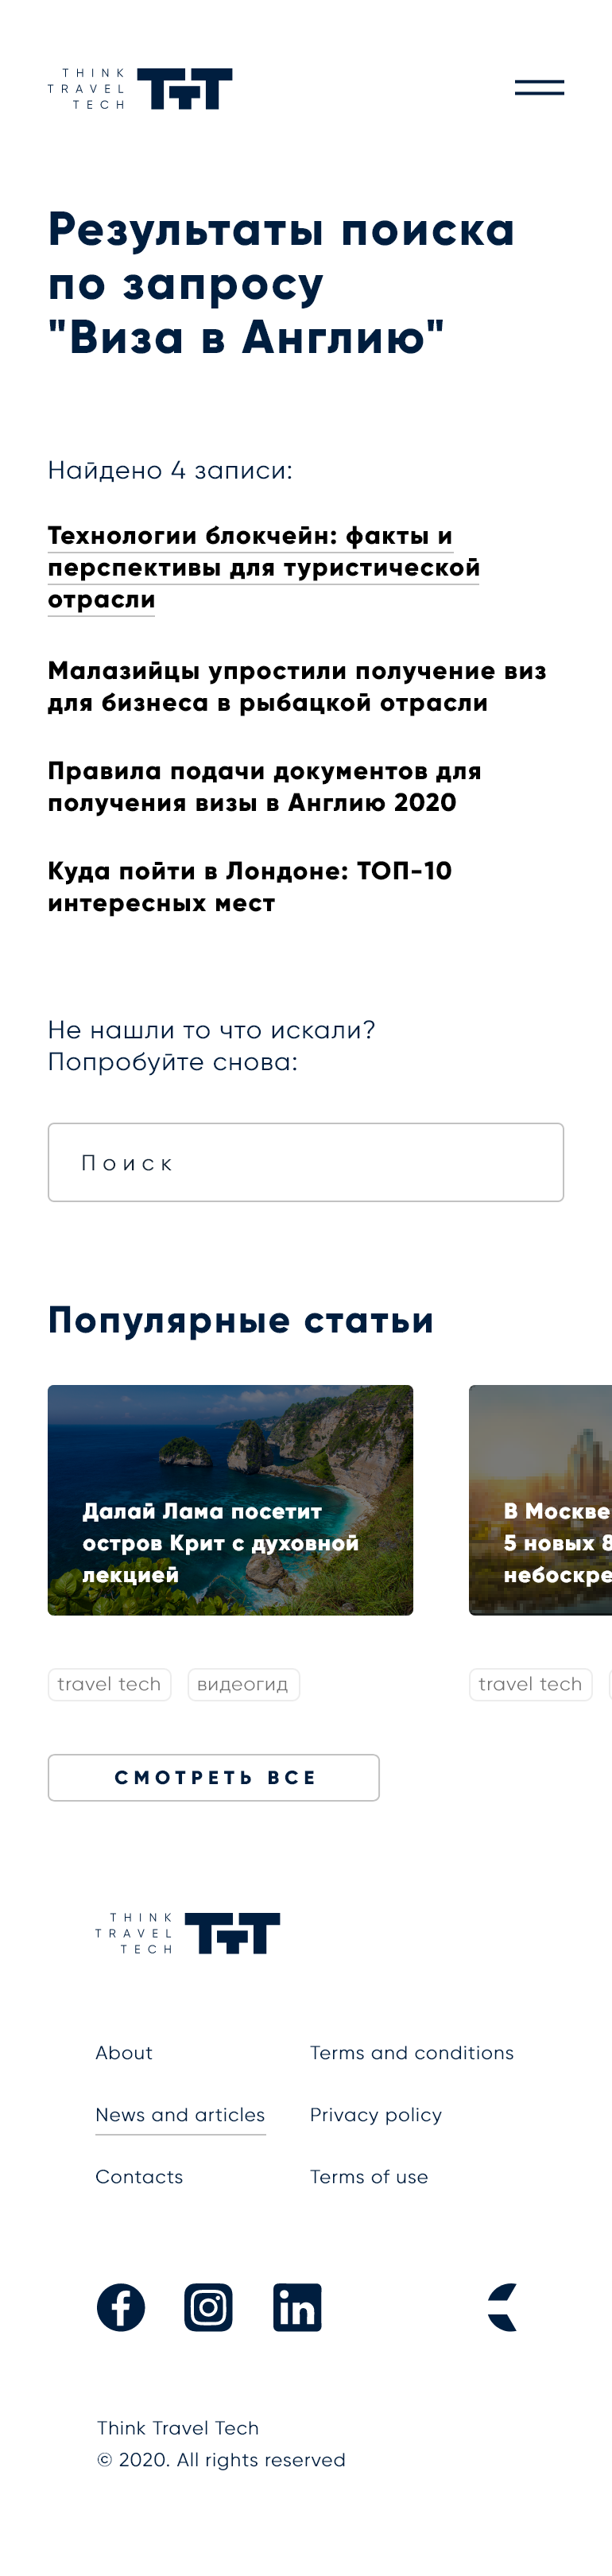 THINK
TRAVEL
TECH
TTT
Результаты поиска
по запросу
"Виза в Англию"
Найдено 4 записи:
Технологии блокчейн: факты и
перспективы для туристической
отрасли
Малазийцы упростили получение виз
для бизнеса в рыбацкой отрасли
Правила подачи документов для
получения визы в Англию 2020
Куда пойти в Лондоне: ТОП-10
интересных мест
Не нашли то что искали?
Попробуйте снова:
Поиск
Популярные статьи
Далай Лама посетит
остров Крит с духовной
лекцией
В Москве
5 новых 8
небоскре
travel tech видеогид
travel tech
СМОТРЕТЬ ВСЕ
THINK
TRAVEL
TECH
TTT
About
Terms and conditions
News and articles
Privacy policy
Contacts
Terms of use
Think Travel Tech
© 2020. All rights reserved